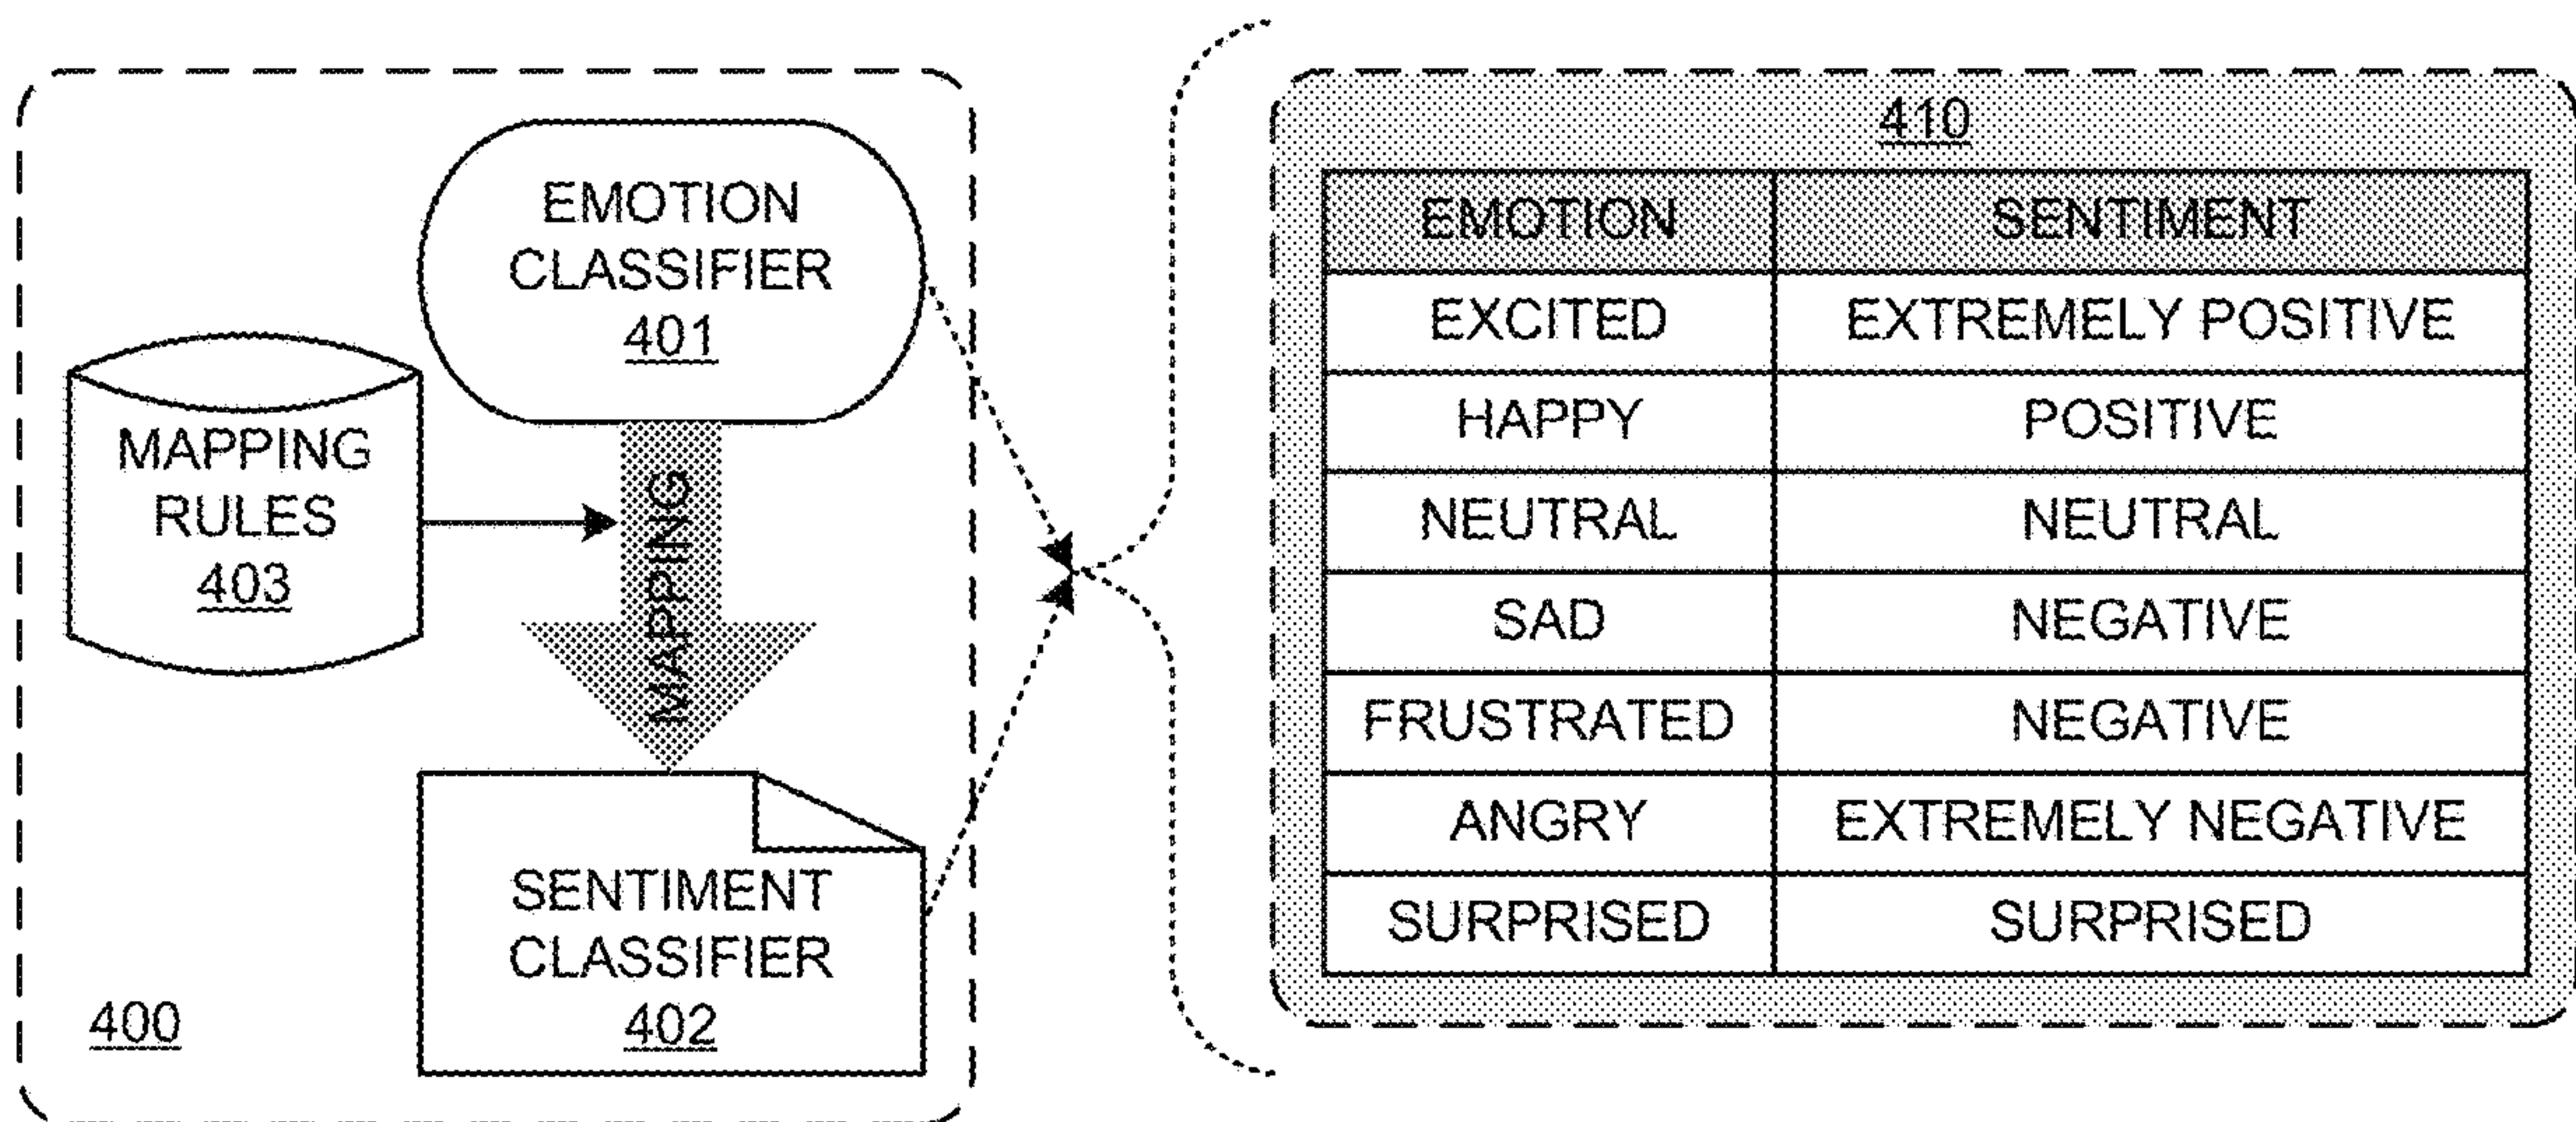 EMOTION
CLASSIFIER
401
MAPPING
RULES
403
MAPPING
SENTIMENT
CLASSIFIER
402
400
410
EMOTION SENTIMENT
EXCITED EXTREMELY POSITIVE
HAPPY POSITIVE
NEUTRAL NEUTRAL
SAD NEGATIVE
FRUSTRATED NEGATIVE
ANGRY EXTREMELY NEGATIVE
SURPRISED SURPRISED